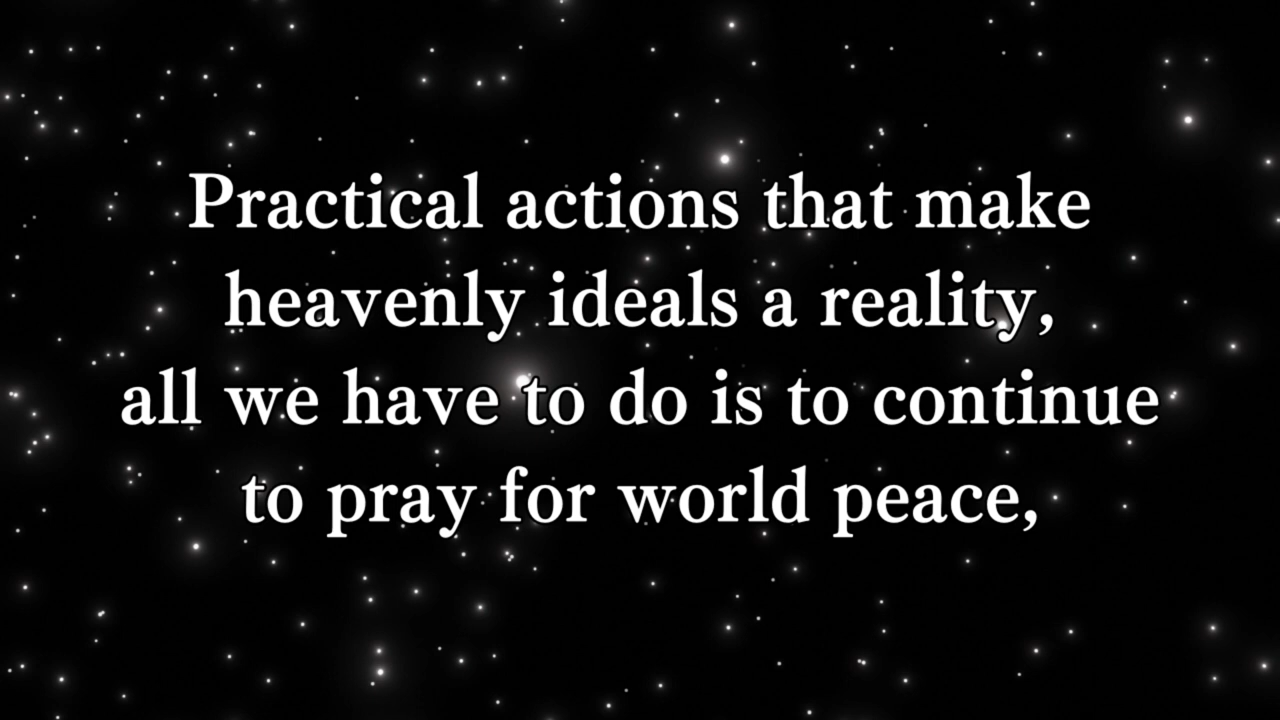 Practical actions that make
heavenly ideals a reality,
all we have to do is to continue
to pray for world peace,